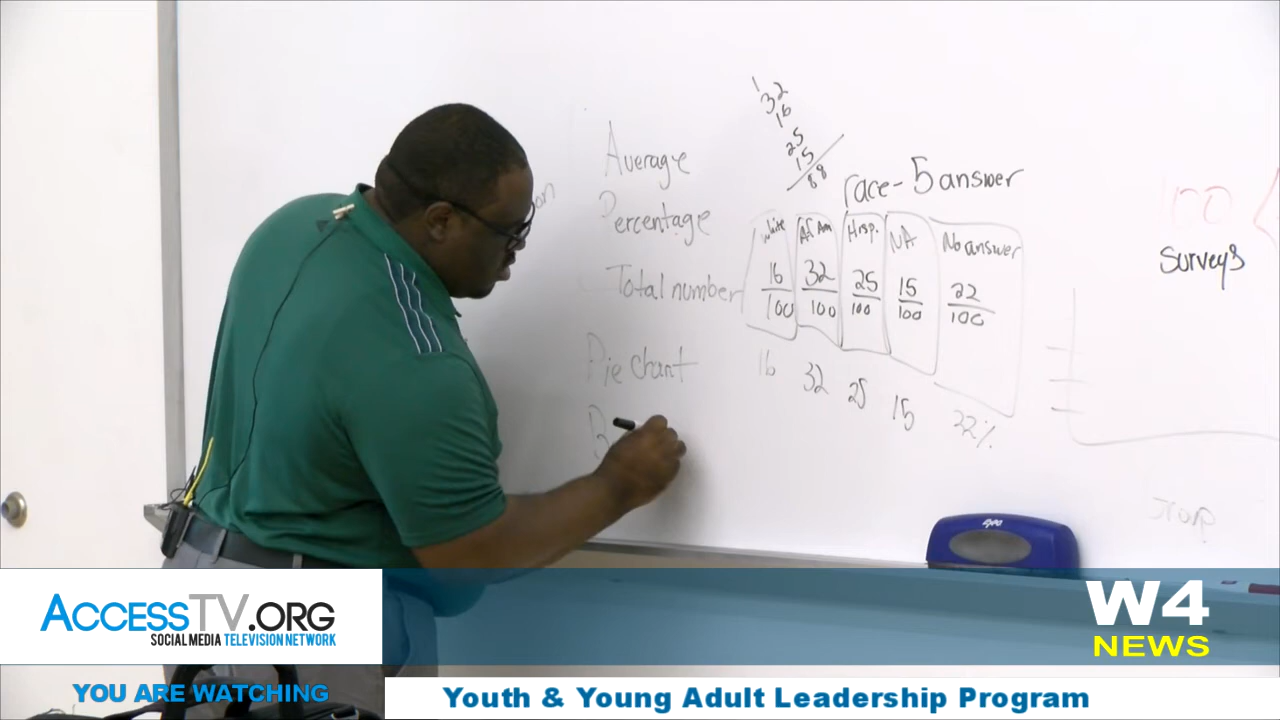 1
32
16
25
15
88
Average
Percentage
Total number
Pie chart
B
race - 5 answer
White Af Am Hisp. NA No answer
16 32 25 15 22
100 100 100 100 100
16 32 25 15 22%
100
surveys
expo
ACCESSTV.ORG
SOCIAL MEDIA TELEVISION NETWORK
W4
NEWS
YOU ARE WATCHING
Youth & Young Adult Leadership Program